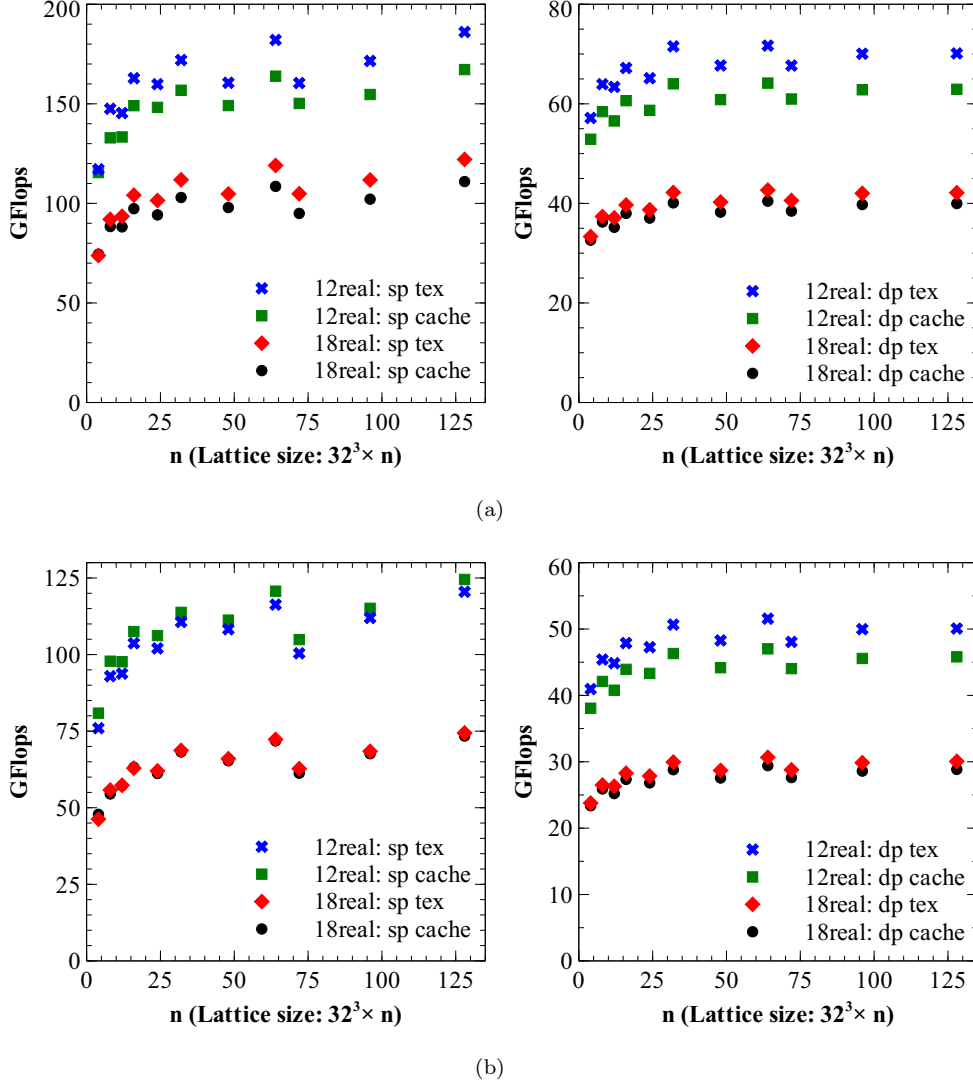 200
150
100
50
0
GFlops
12real: sp tex
12real: sp cache
18real: sp tex
18real: sp cache
0 25 50 75 100 125
n (Lattice size: 32³× n)
80
60
40
20
0
GFlops
12real: dp tex
12real: dp cache
18real: dp tex
18real: dp cache
0 25 50 75 100 125
n (Lattice size: 32³× n)
(a)
125
100
75
50
25
0
GFlops
12real: sp tex
12real: sp cache
18real: sp tex
18real: sp cache
0 25 50 75 100 125
n (Lattice size: 32³× n)
60
50
40
30
20
10
0
GFlops
12real: dp tex
12real: dp cache
18real: dp tex
18real: dp cache
0 25 50 75 100 125
n (Lattice size: 32³× n)
(b)